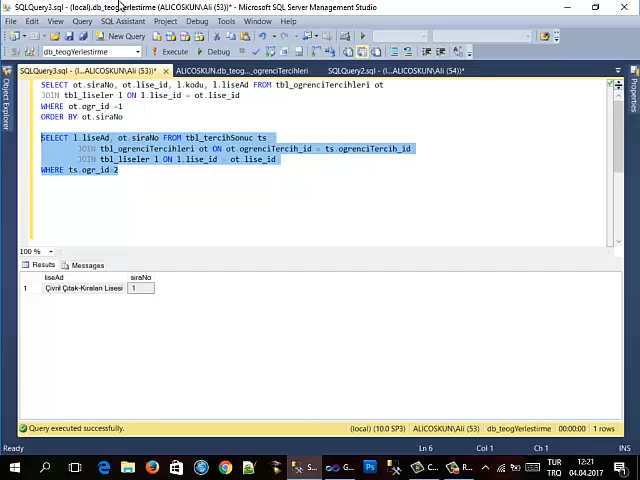 SQLQuery3.sql - (local).db_teogYerlestirme (ALICOSKUN\Ali (53))* - Microsoft SQL Server Management Studio
File Edit View Query SQL Assistant Project Debug Tools Window Help
New Query
db_teogYerlestirme Execute Debug
SQLQuery3.sql - (l...ALICOSKUN\Ali (53))* ALICOSKUN.db_teog..._ogrenciTercihleri SQLQuery2.sql - (l...ALICOSKUN\Ali (54))*
Object Explorer
Properties
SELECT ot.siraNo, ot.lise_id, l.kodu, l.liseAd FROM tbl_ogrenciTercihleri ot
JOIN tbl_liseler l ON l.lise_id = ot.lise_id
WHERE ot.ogr_id =1
ORDER BY ot.siraNo
SELECT l.liseAd, ot.siraNo FROM tbl_tercihSonuc ts
JOIN tbl_ogrenciTercihleri ot ON ot.ogrenciTercih_id = ts.ogrenciTercih_id
JOIN tbl_liseler l ON l.lise_id = ot.lise_id
WHERE ts.ogr_id=2
100 %
Results Messages
liseAd siraNo
1 Çivril Çıtak-Kıralan Lisesi 1
Query executed successfully. (local) (10.0 SP3) ALICOSKUN\Ali (53) db_teogYerlestirme 00:00:00 1 rows
Ready Ln 6 Col 1 Ch 1 INS
S... G... C... R... TUR 12:21
TRQ 04.04.2017